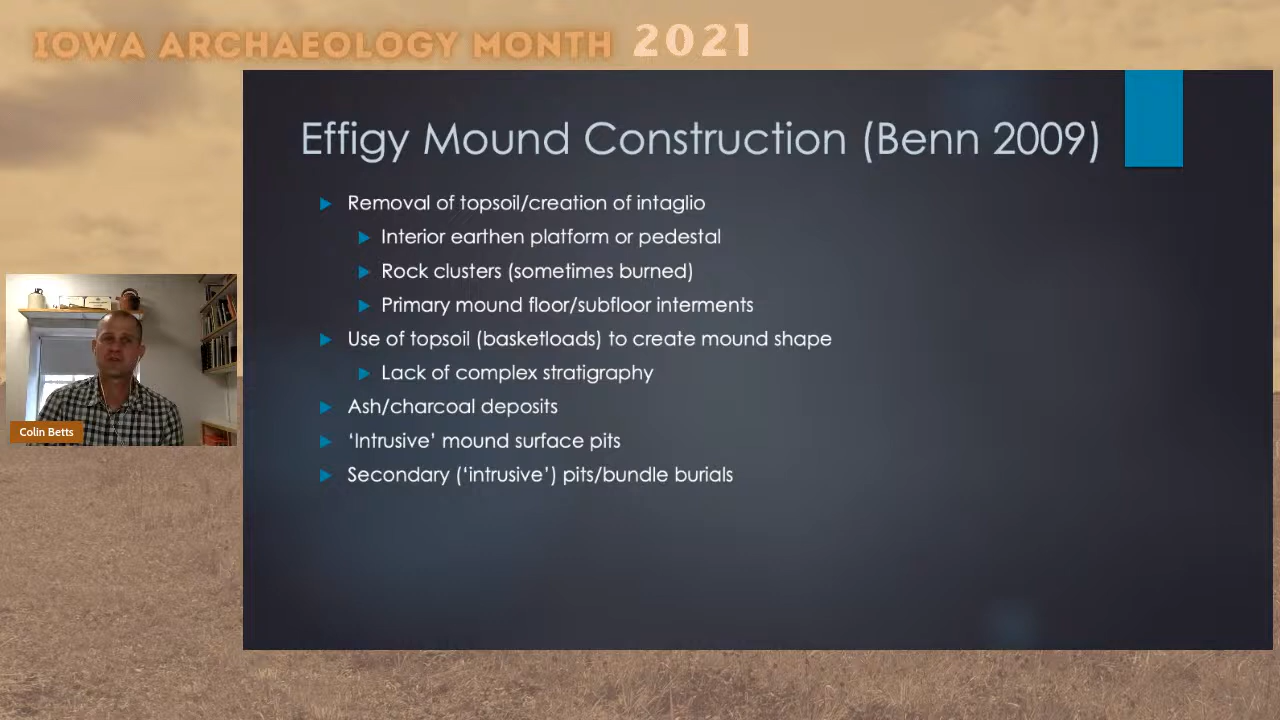 IOWA ARCHAEOLOGY MONTH 2021
Effigy Mound Construction (Benn 2009)
Removal of topsoil/creation of intaglio
Interior earthen platform or pedestal
Rock clusters (sometimes burned)
Primary mound floor/subfloor interments
Use of topsoil (basketloads) to create mound shape
Lack of complex stratigraphy
Ash/charcoal deposits
‘Intrusive’ mound surface pits
Secondary (‘intrusive’) pits/bundle burials
Colin Betts